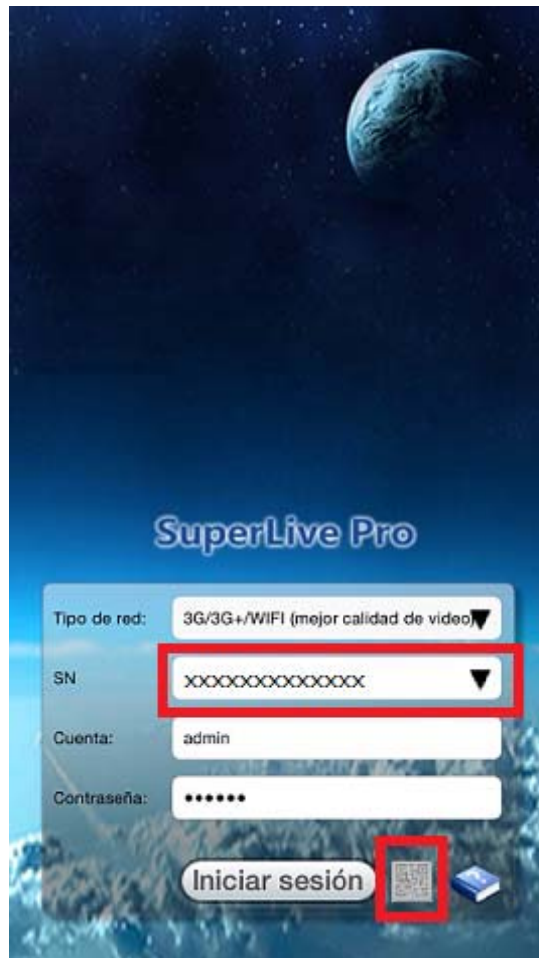 SuperLive Pro
Tipo de red: 3G/3G+/WIFI (mejor calidad de video)
SN xxxxxxxxxxxxx
Cuenta: admin
Contraseña: ••••••
Iniciar sesión